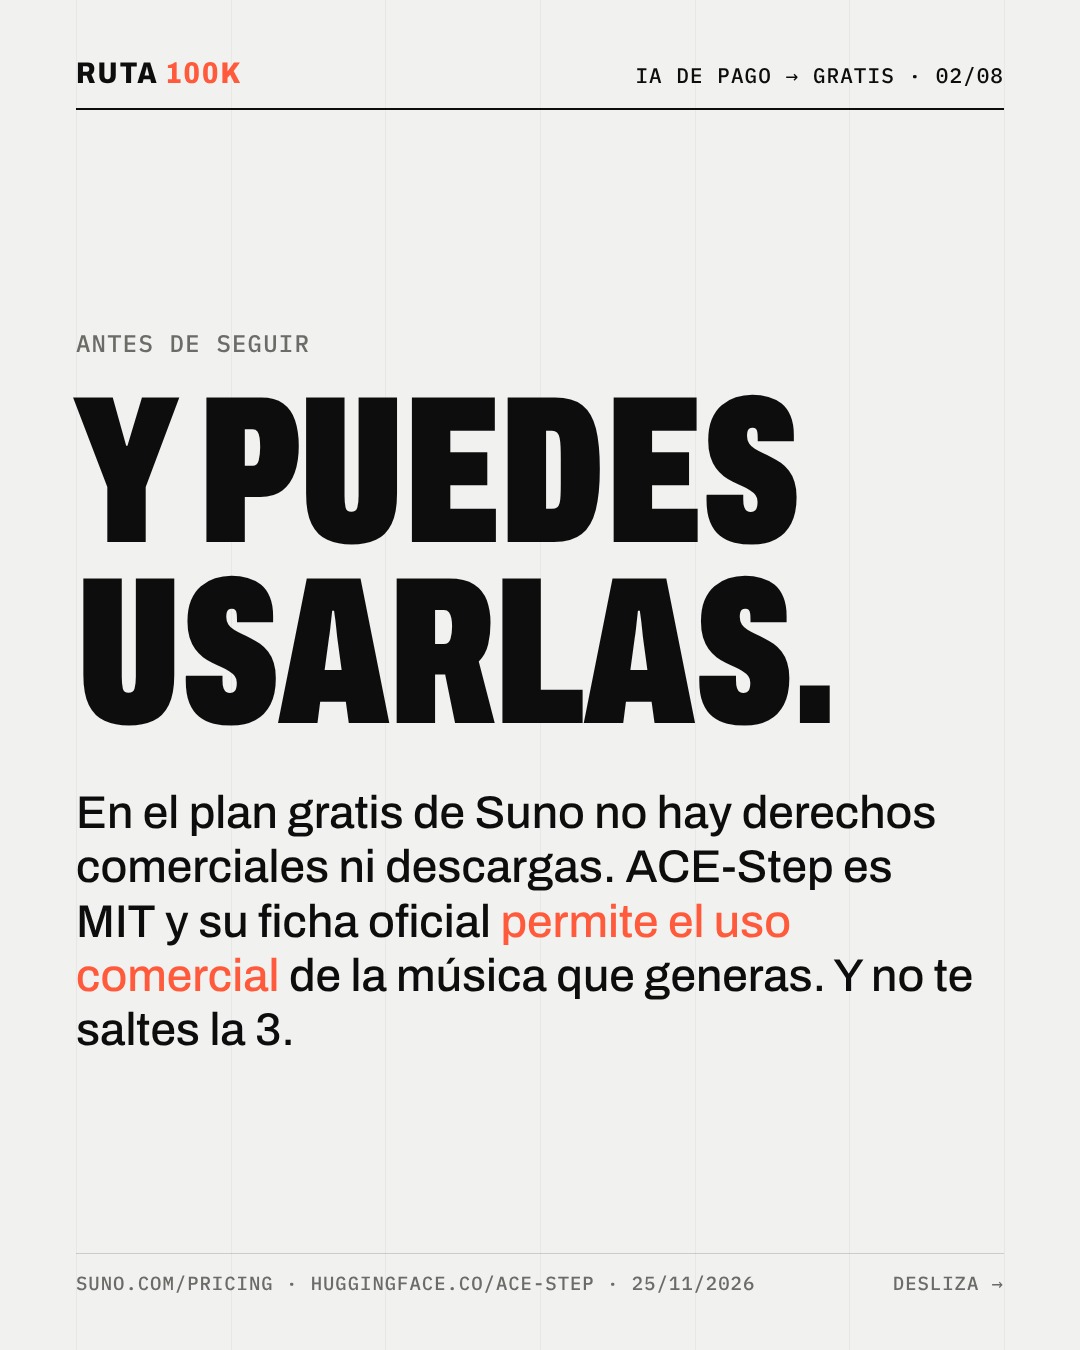 RUTA 100K
IA DE PAGO → GRATIS · 02/08
ANTES DE SEGUIR
Y PUEDES
USARLAS.
En el plan gratis de Suno no hay derechos
comerciales ni descargas. ACE-Step es
MIT y su ficha oficial permite el uso
comercial de la música que generas. Y no te
saltes la 3.
SUNO.COM/PRICING · HUGGINGFACE.CO/ACE-STEP · 25/11/2026
DESLIZA →